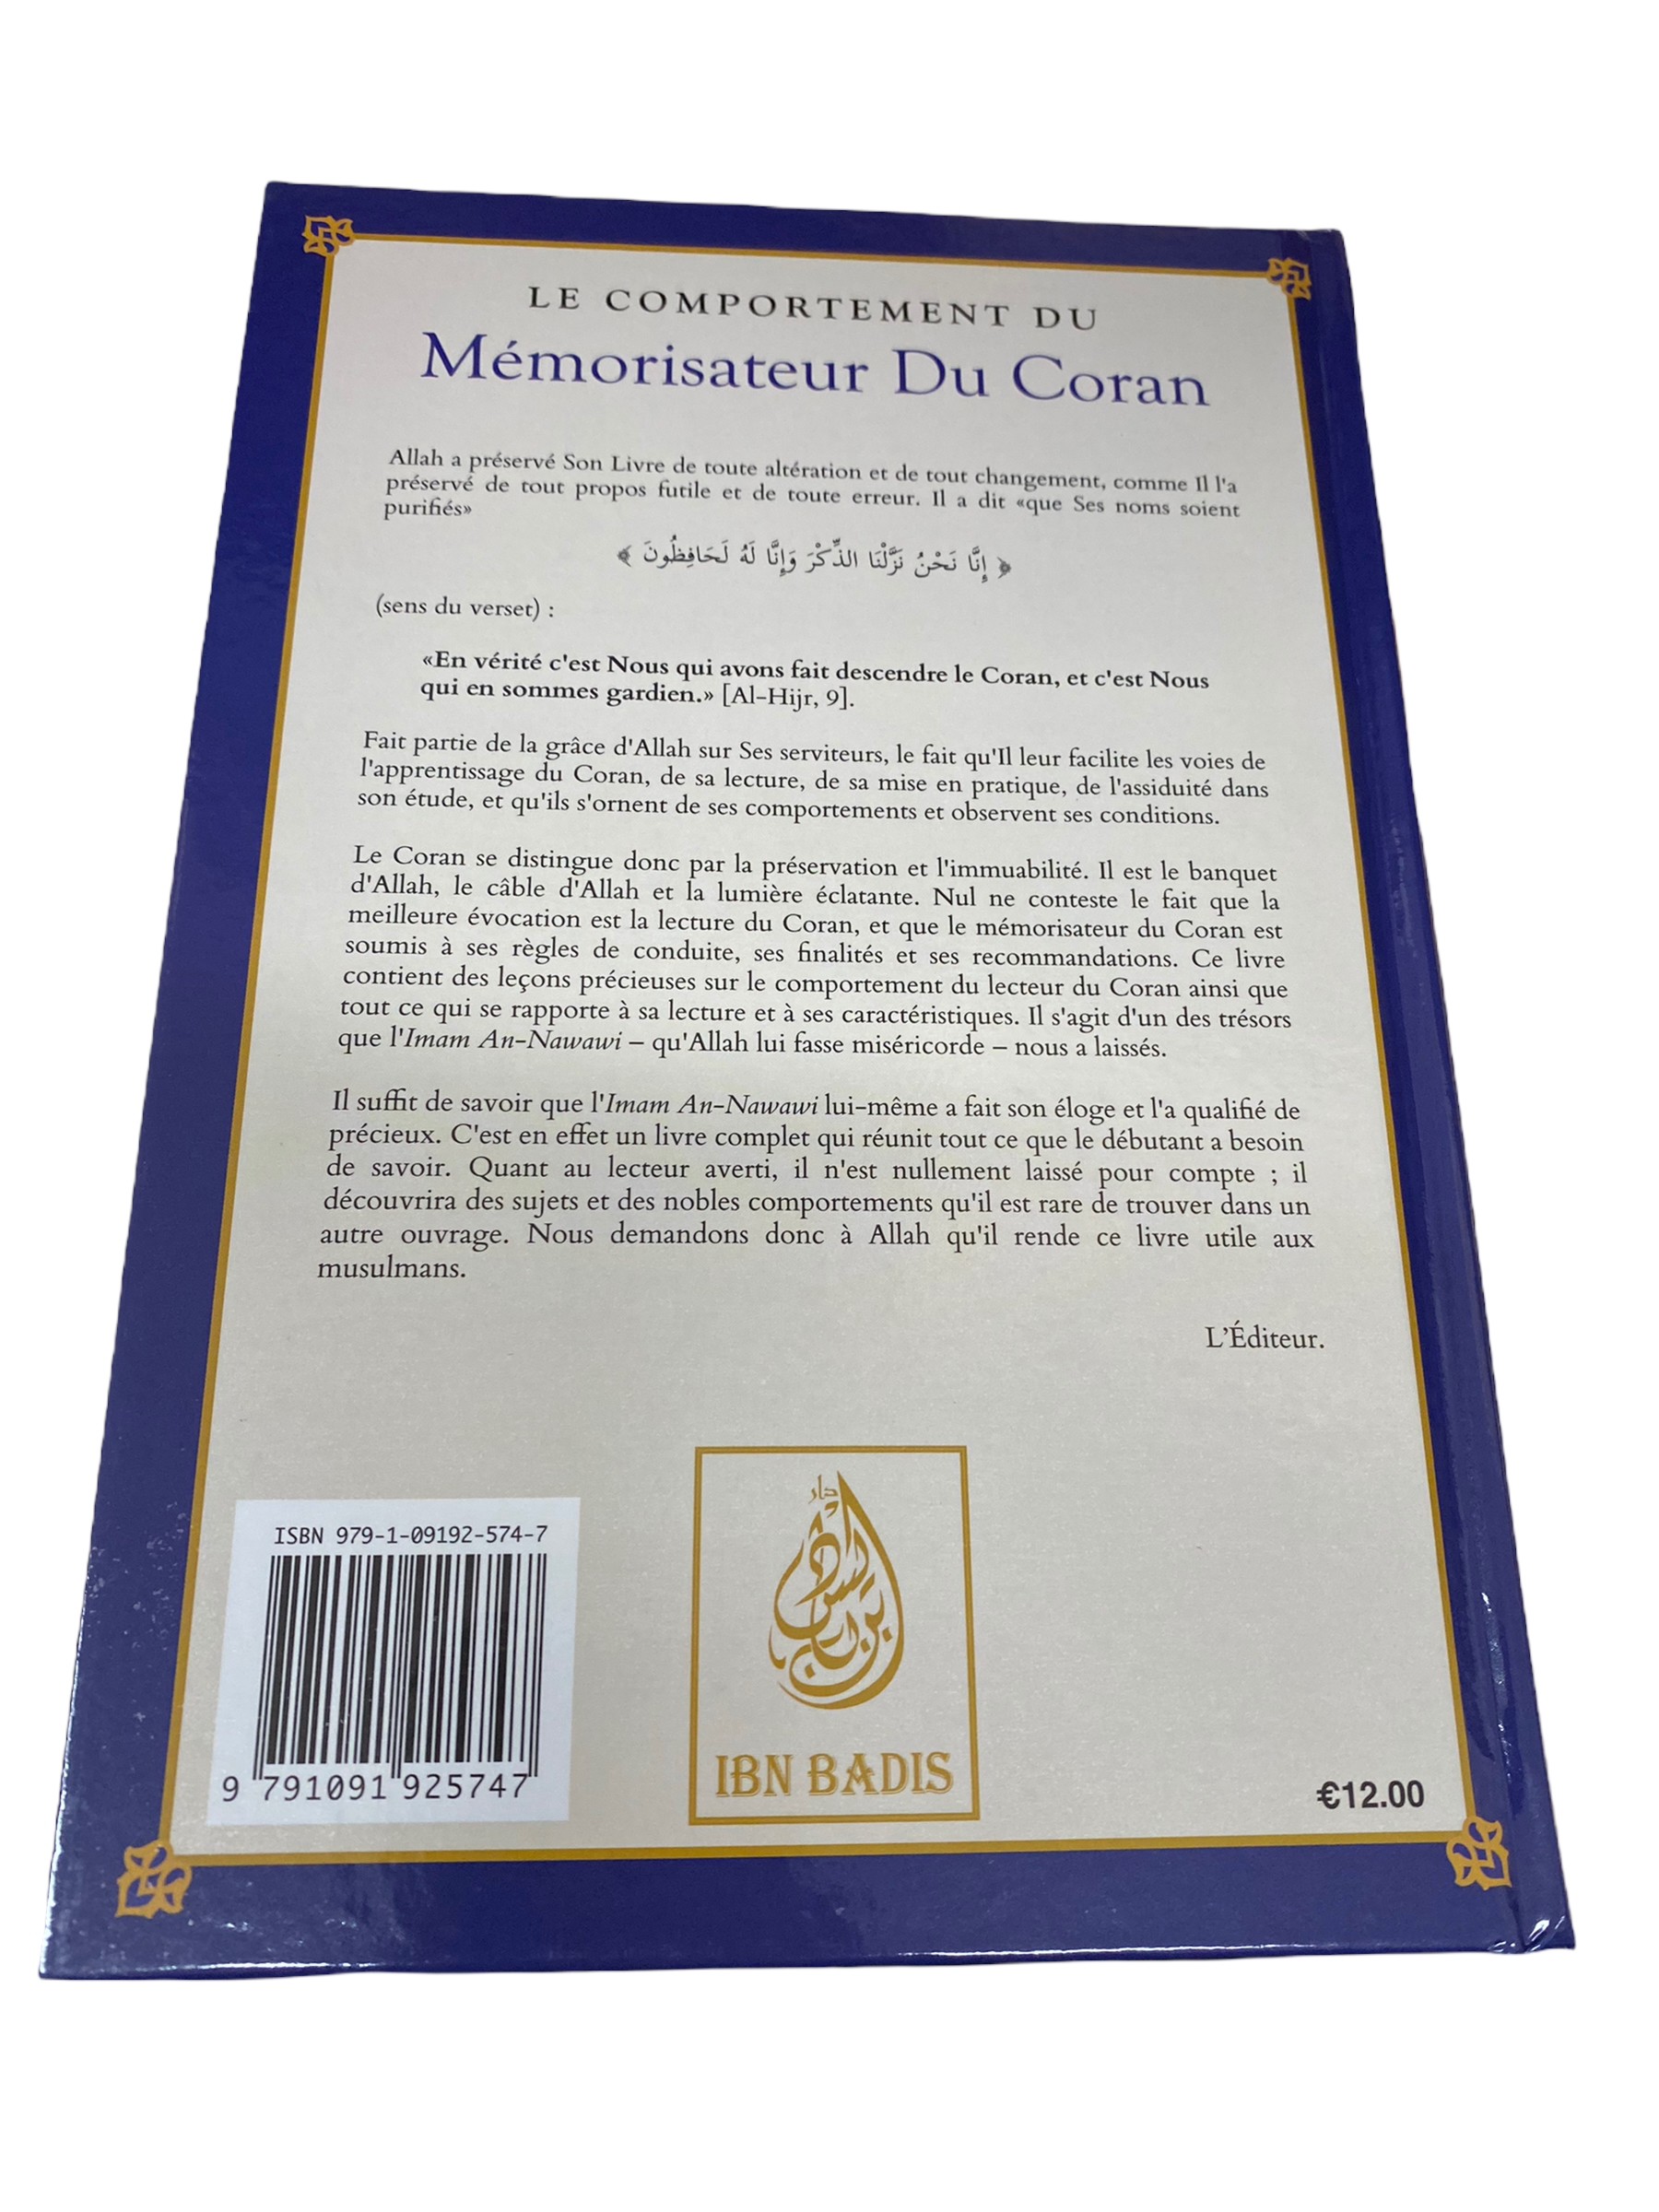 LE COMPORTEMENT DU
Mémorisateur Du Coran
Allah a préservé Son Livre de toute altération et de tout changement, comme Il l'a
préservé de tout propos futile et de toute erreur. Il a dit «que Ses noms soient
purifiés»
﴿ إِنَّا نَحْنُ نَزَّلْنَا الذِّكْرَ وَإِنَّا لَهُ لَحَافِظُونَ ﴾
(sens du verset) :
«En vérité c'est Nous qui avons fait descendre le Coran, et c'est Nous
qui en sommes gardien.» [Al-Hijr, 9].
Fait partie de la grâce d'Allah sur Ses serviteurs, le fait qu'Il leur facilite les voies de
l'apprentissage du Coran, de sa lecture, de sa mise en pratique, de l'assiduité dans
son étude, et qu'ils s'ornent de ses comportements et observent ses conditions.
Le Coran se distingue donc par la préservation et l'immuabilité. Il est le banquet
d'Allah, le câble d'Allah et la lumière éclatante. Nul ne conteste le fait que la
meilleure évocation est la lecture du Coran, et que le mémorisateur du Coran est
soumis à ses règles de conduite, ses finalités et ses recommandations. Ce livre
contient des leçons précieuses sur le comportement du lecteur du Coran ainsi que
tout ce qui se rapporte à sa lecture et à ses caractéristiques. Il s'agit d'un des trésors
que l'Imam An-Nawawi – qu'Allah lui fasse miséricorde – nous a laissés.
Il suffit de savoir que l'Imam An-Nawawi lui-même a fait son éloge et l'a qualifié de
précieux. C'est en effet un livre complet qui réunit tout ce que le débutant a besoin
de savoir. Quant au lecteur averti, il n'est nullement laissé pour compte ; il
découvrira des sujets et des nobles comportements qu'il est rare de trouver dans un
autre ouvrage. Nous demandons donc à Allah qu'il rende ce livre utile aux
musulmans.
L'Éditeur.
ISBN 979-1-09192-574-7
9 791091 925747
دار
بن باديس
IBN BADIS
€12.00